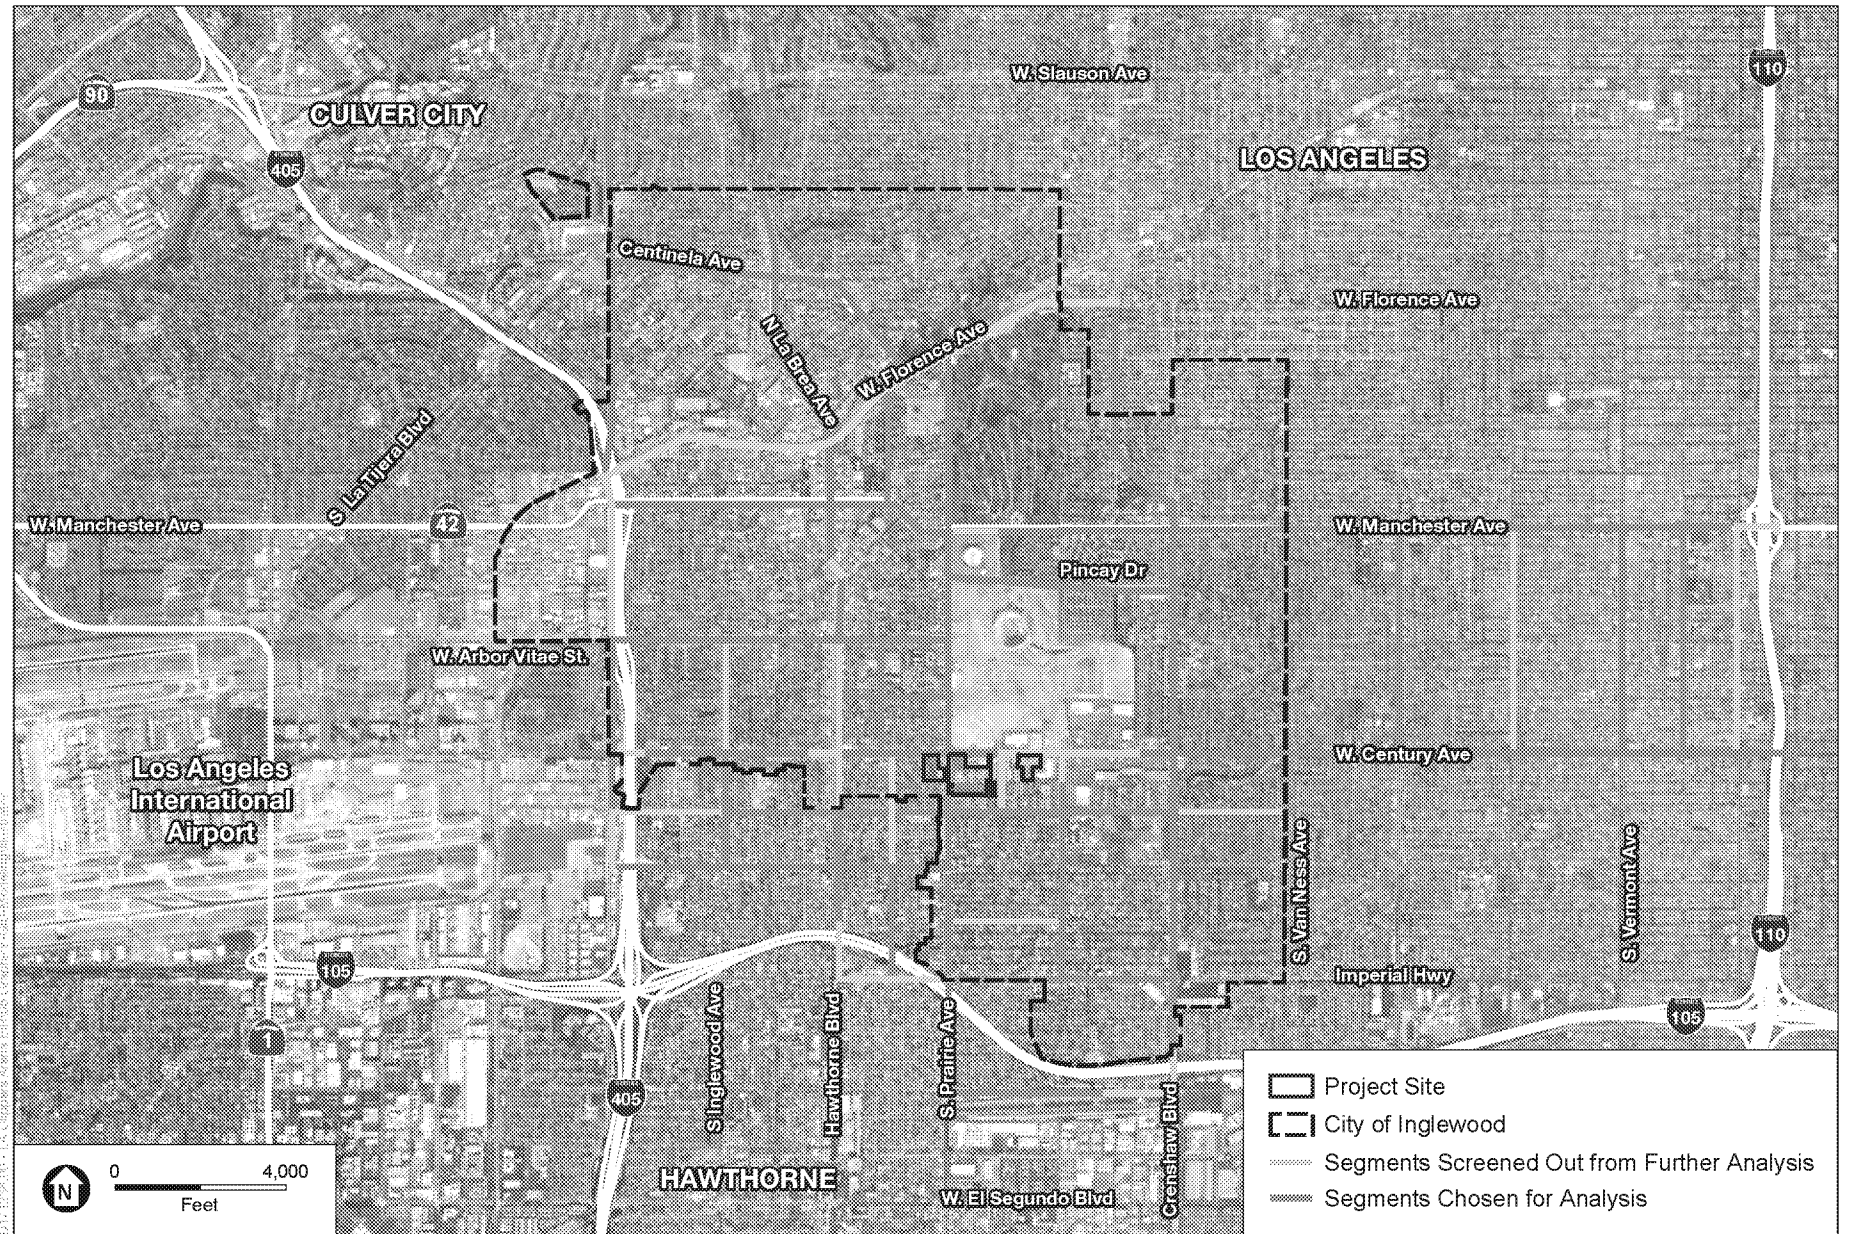 W. Slauson Ave
110
90
CULVER CITY
405
LOS ANGELES
Centinela Ave
W. Florence Ave
N La Brea Ave
W. Florence Ave
S La Tijera Blvd
W. Manchester Ave
42
W. Manchester Ave
Pincay Dr
W. Arbor Vitae St.
W. Century Ave
Los Angeles
International
Airport
S. Van Ness Ave
S. Vermont Ave
110
105
Imperial Hwy
105
1
S Inglewood Ave
Hawthorne Blvd
S. Prairie Ave
Crenshaw Blvd
405
HAWTHORNE
W. El Segundo Blvd
N
0 4,000
Feet
Project Site
City of Inglewood
Segments Screened Out from Further Analysis
Segments Chosen for Analysis